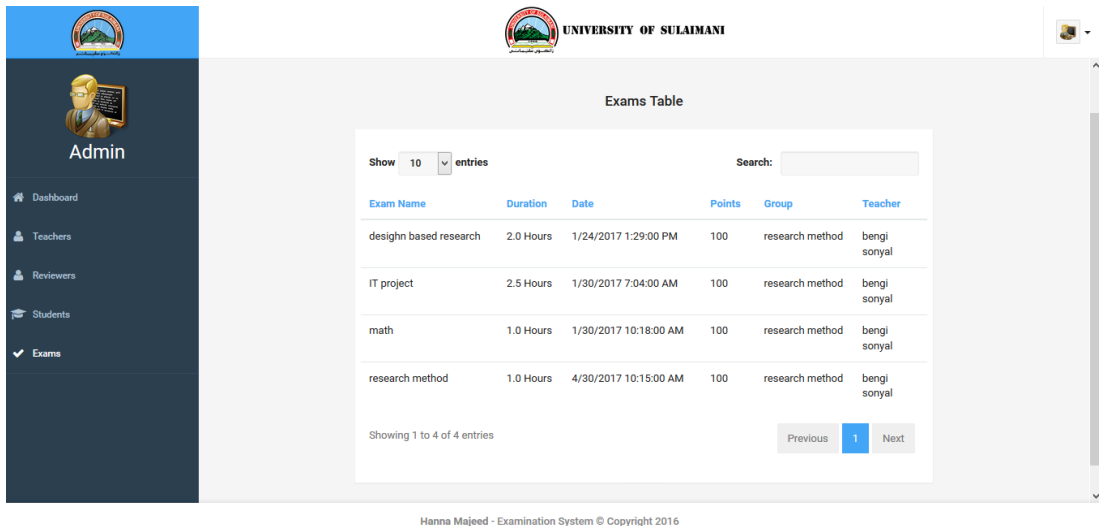 UNIVERSITY OF SULAIMANI
Admin
Dashboard
Teachers
Reviewers
Students
Exams
Exams Table
Show 10 entries Search:
Exam Name Duration Date Points Group Teacher
desighn based research 2.0 Hours 1/24/2017 1:29:00 PM 100 research method bengi
sonyal
IT project 2.5 Hours 1/30/2017 7:04:00 AM 100 research method bengi
sonyal
math 1.0 Hours 1/30/2017 10:18:00 AM 100 research method bengi
sonyal
research method 1.0 Hours 4/30/2017 10:15:00 AM 100 research method bengi
sonyal
Showing 1 to 4 of 4 entries Previous 1 Next
Hanna Majeed - Examination System © Copyright 2016